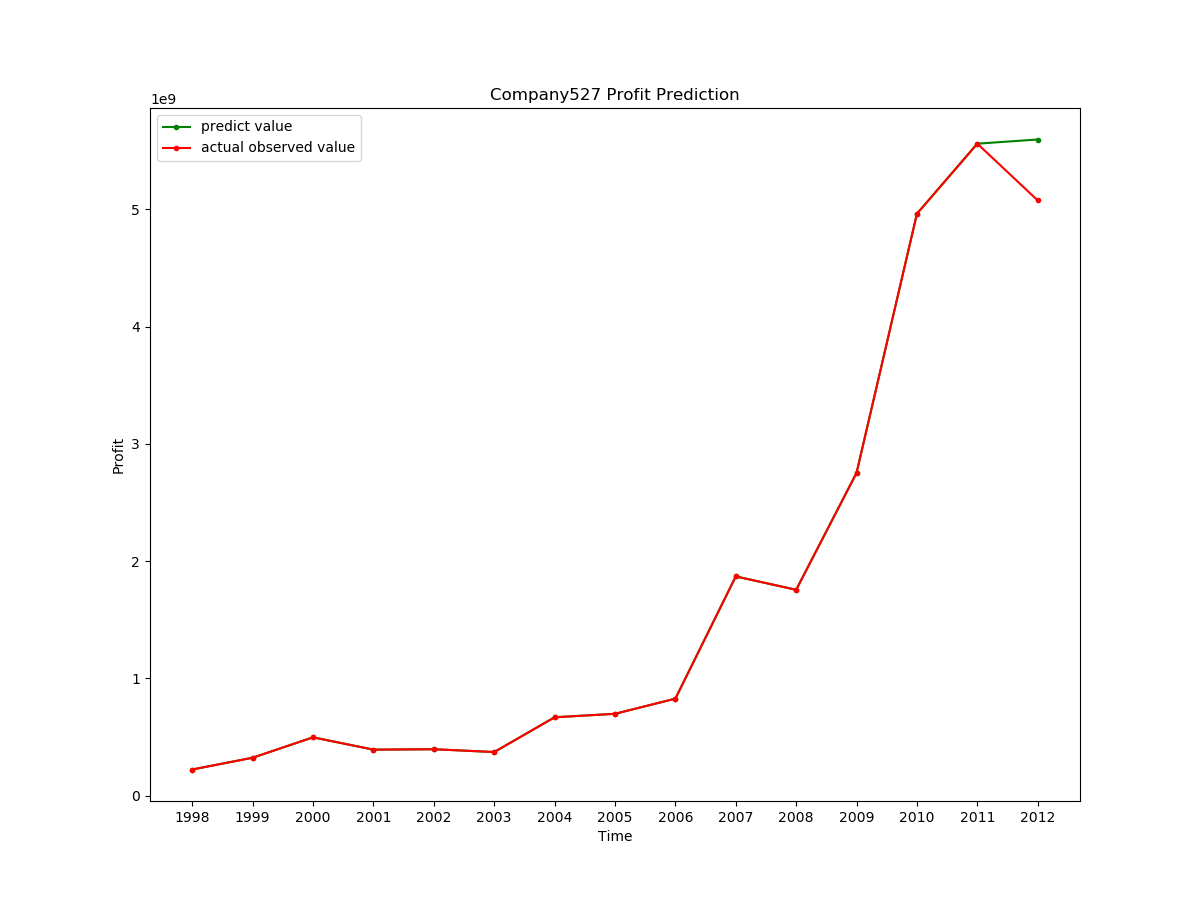 Company527 Profit Prediction
1e9
predict value
actual observed value
5
4
3
2
1
0
Profit
1998 1999 2000 2001 2002 2003 2004 2005 2006 2007 2008 2009 2010 2011 2012
Time